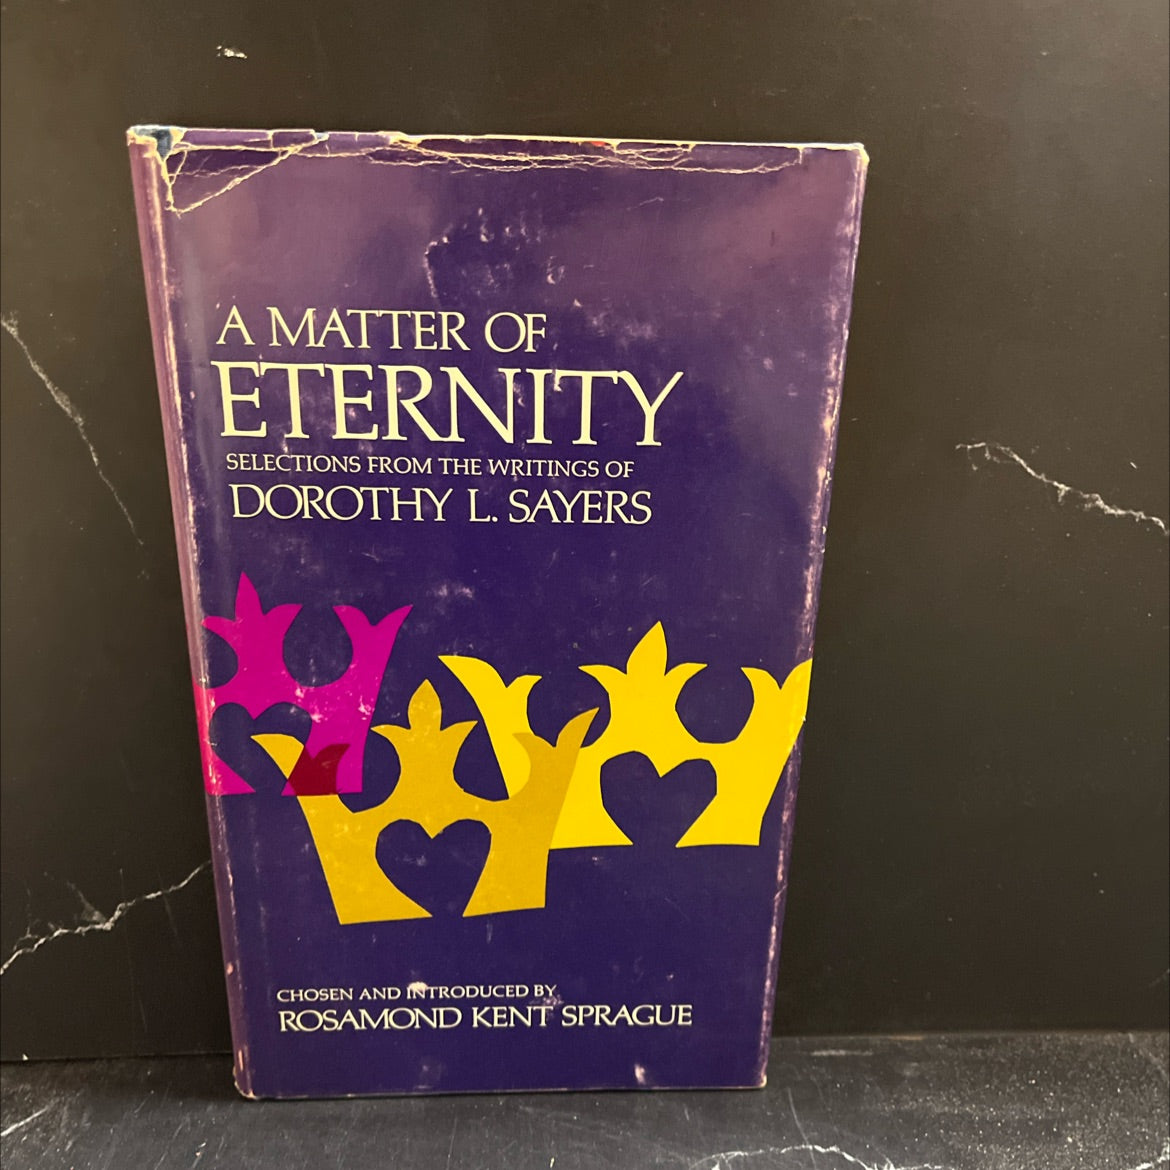 A MATTER OF
ETERNITY
SELECTIONS FROM THE WRITINGS OF
DOROTHY L. SAYERS
CHOSEN AND INTRODUCED BY
ROSAMOND KENT SPRAGUE